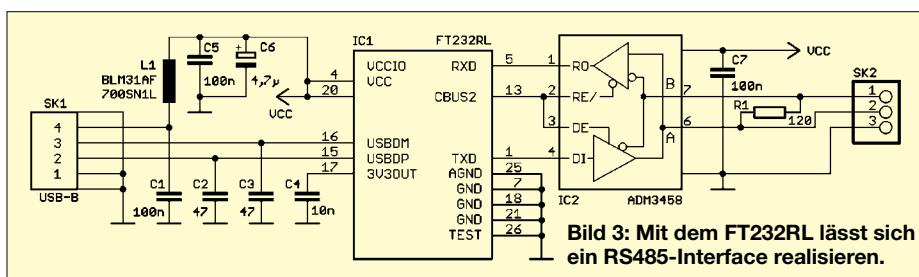 IC1
FT232RL
C5
C6
L1
BLM31AF
700SN1L
100n
4,7µ
VCC
SK1
4
3
2
1
USB-B
C1
C2
C3
C4
100n
47
47
10n
4
20
16
15
17
VCCIO
VCC
USBDM
USBDP
3V3OUT
RXD
CBUS2
TXD
AGND
GND
GND
GND
TEST
5
13
1
25
7
18
21
26
1
2
3
4
RO
RE/
DE
DI
B
A
7
6
IC2
ADM3458
C7
100n
VCC
R1
120
SK2
1
2
3
Bild 3: Mit dem FT232RL lässt sich
ein RS485-Interface realisieren.